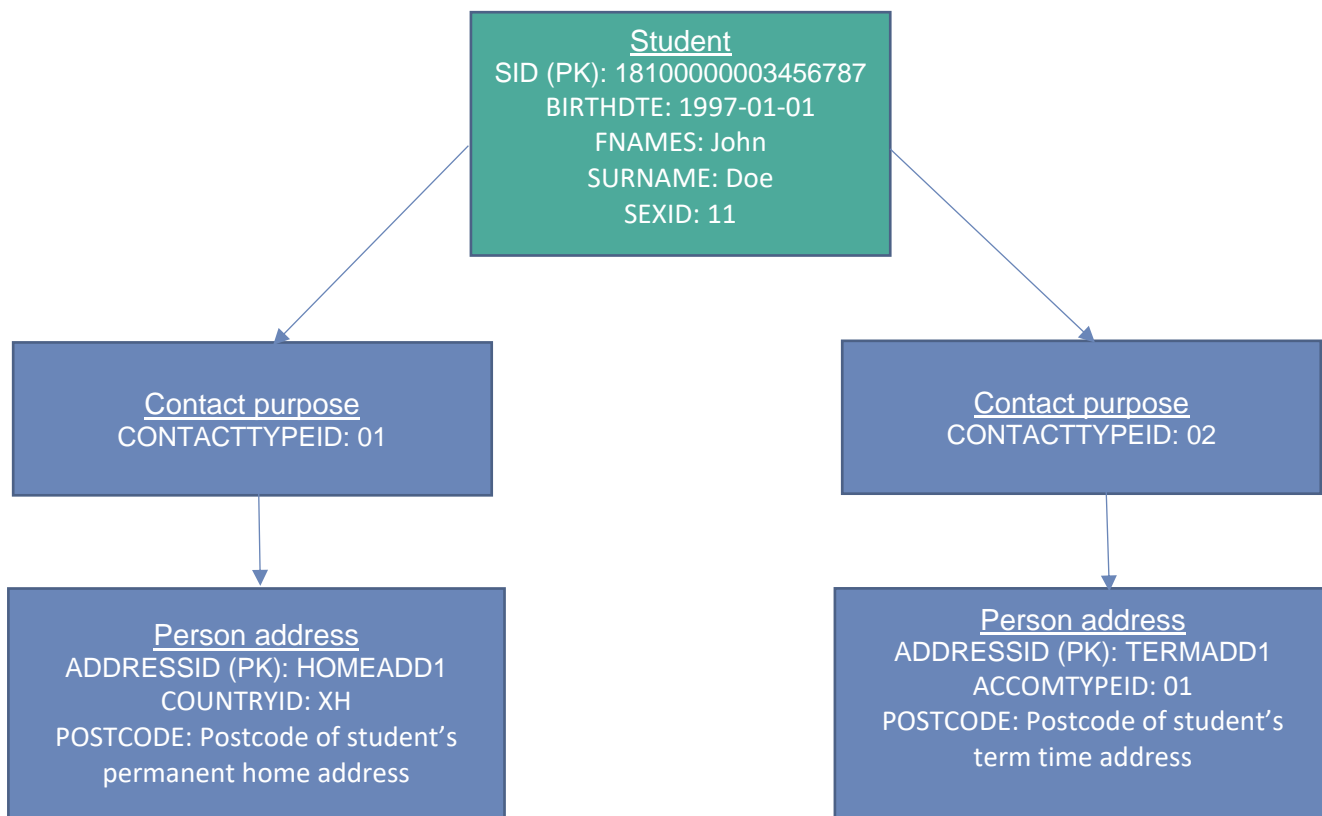 Student
SID (PK): 18100000003456787
BIRTHDTE: 1997-01-01
FNAMES: John
SURNAME: Doe
SEXID: 11
Contact purpose
CONTACTTYPEID: 01
Contact purpose
CONTACTTYPEID: 02
Person address
ADDRESSID (PK): HOMEADD1
COUNTRYID: XH
POSTCODE: Postcode of student’s
permanent home address
Person address
ADDRESSID (PK): TERMADD1
ACCOMTYPEID: 01
POSTCODE: Postcode of student’s
term time address